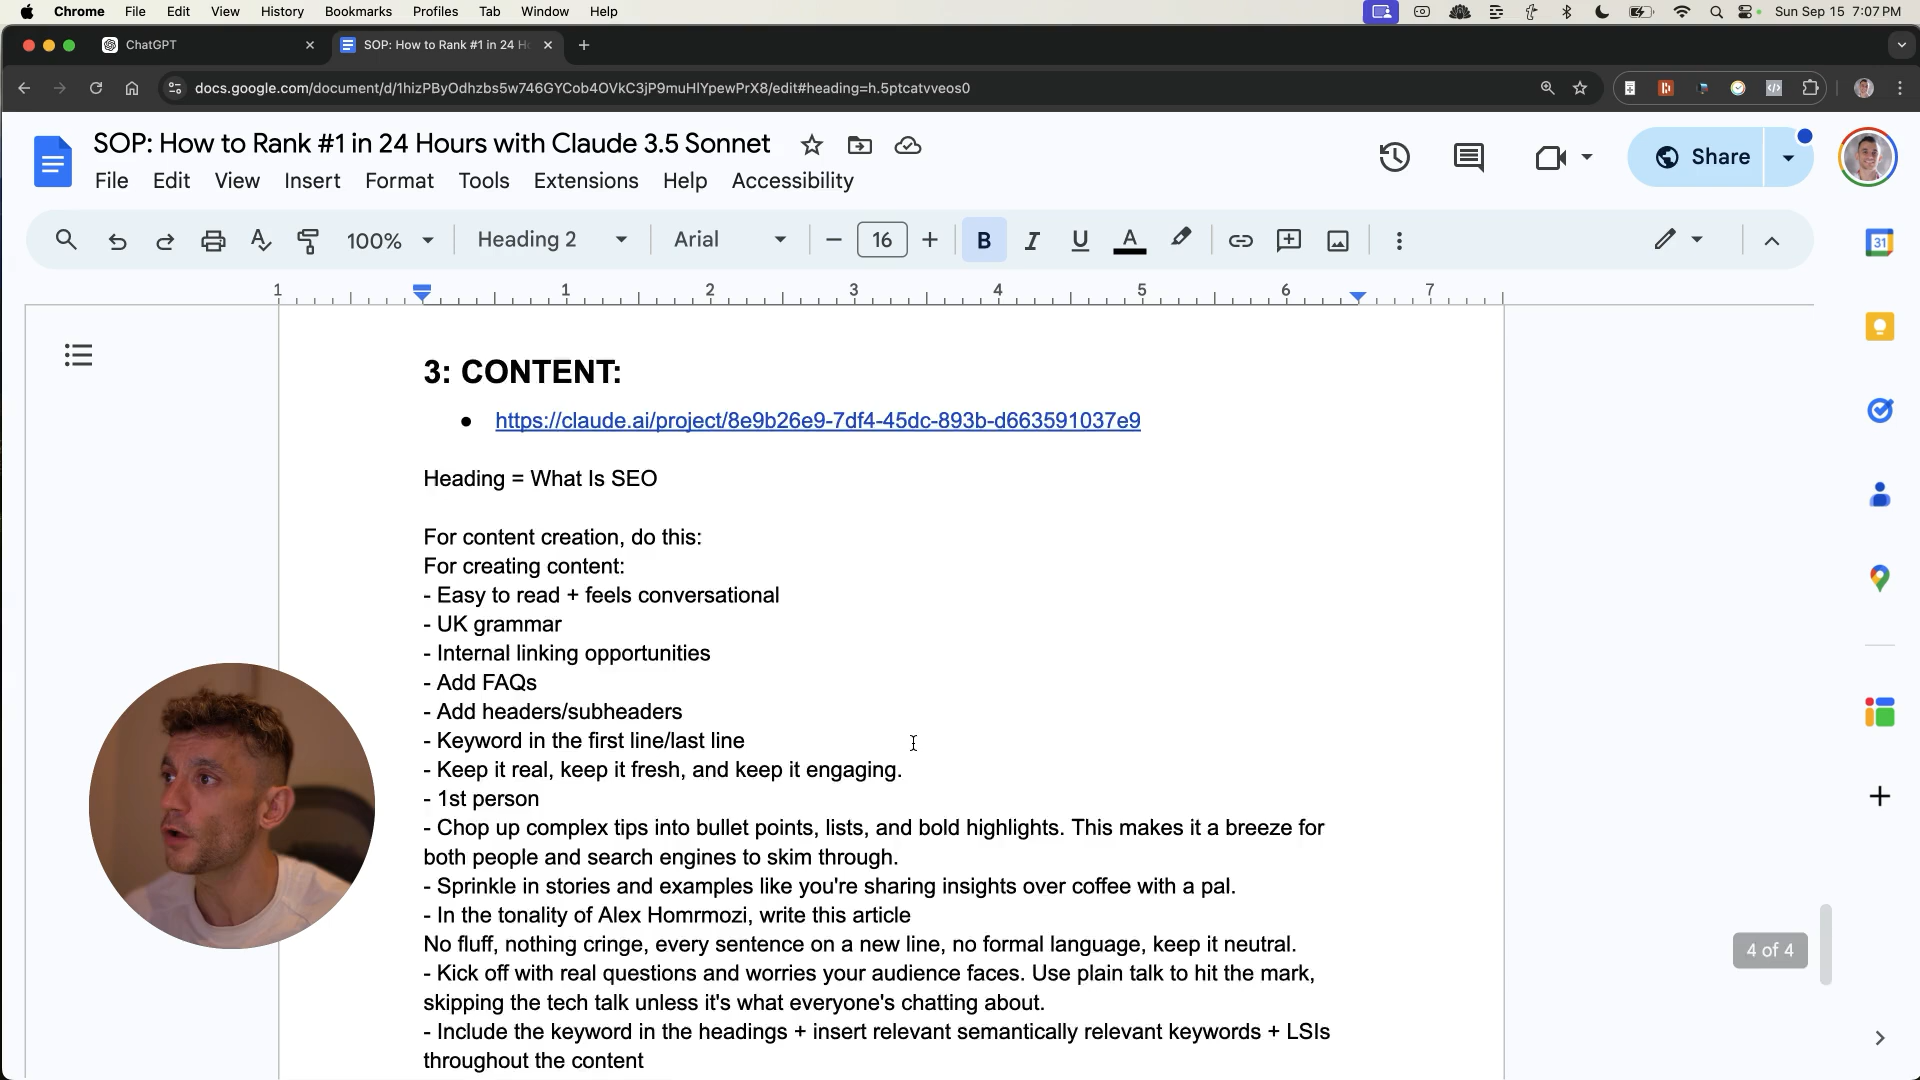 Chrome File Edit View History Bookmarks Profiles Tab Window Help Sun Sep 15 7:07 PM
ChatGPT SOP: How to Rank #1 in 24 H
docs.google.com/document/d/1hizPByOdhzbs5w746GYCob4OVkC3jP9muHlYpewPrX8/edit#heading=h.5ptcatvveos0
SOP: How to Rank #1 in 24 Hours with Claude 3.5 Sonnet
Share
File Edit View Insert Format Tools Extensions Help Accessibility
100% Heading 2 Arial 16 B I U A
31
1 1 2 3 4 5 6 7
3: CONTENT:
● https://claude.ai/project/8e9b26e9-7df4-45dc-893b-d663591037e9
Heading = What Is SEO
For content creation, do this:
For creating content:
- Easy to read + feels conversational
- UK grammar
- Internal linking opportunities
- Add FAQs
- Add headers/subheaders
- Keyword in the first line/last line
- Keep it real, keep it fresh, and keep it engaging.
- 1st person
- Chop up complex tips into bullet points, lists, and bold highlights. This makes it a breeze for
both people and search engines to skim through.
- Sprinkle in stories and examples like you're sharing insights over coffee with a pal.
- In the tonality of Alex Homrmozi, write this article
No fluff, nothing cringe, every sentence on a new line, no formal language, keep it neutral.
4 of 4
- Kick off with real questions and worries your audience faces. Use plain talk to hit the mark,
skipping the tech talk unless it's what everyone's chatting about.
- Include the keyword in the headings + insert relevant semantically relevant keywords + LSIs
throughout the content